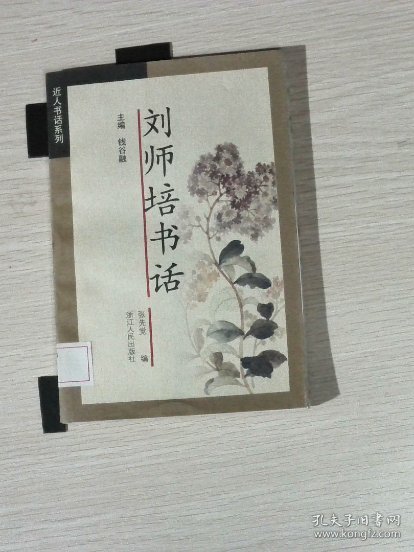 近人书话系列
主编 钱谷融
刘师培书话
张先觉 编
浙江人民出版社
孔夫子旧书网
www.kongfz.com